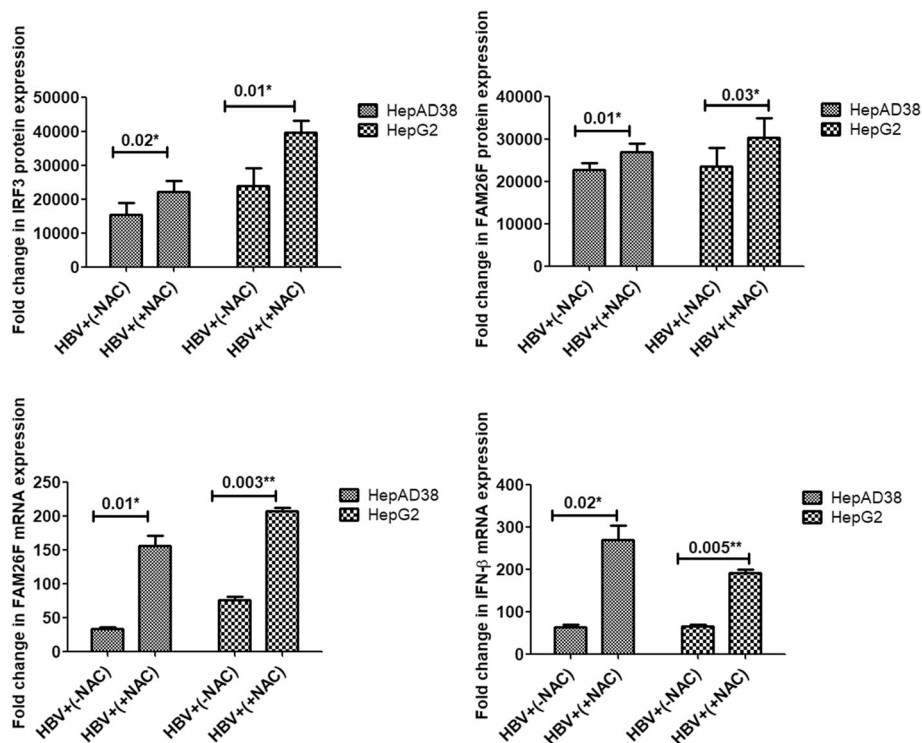 Fold change in IRF3 protein expression
50000
40000
30000
20000
10000
0
0.02*
0.01*
HBV+(-NAC)
HBV+(+NAC)
HBV+(-NAC)
HBV+(+NAC)
HepAD38
HepG2
Fold change in FAM26F protein expression
40000
30000
20000
10000
0
0.01*
0.03*
HBV+(-NAC)
HBV+(+NAC)
HBV+(-NAC)
HBV+(+NAC)
HepAD38
HepG2
Fold change in FAM26F mRNA expression
250
200
150
100
50
0
0.01*
0.003**
HBV+(-NAC)
HBV+(+NAC)
HBV+(-NAC)
HBV+(+NAC)
HepAD38
HepG2
Fold change in IFN-β mRNA expression
400
300
200
100
0
0.02*
0.005**
HBV+(-NAC)
HBV+(+NAC)
HBV+(-NAC)
HBV+(+NAC)
HepAD38
HepG2